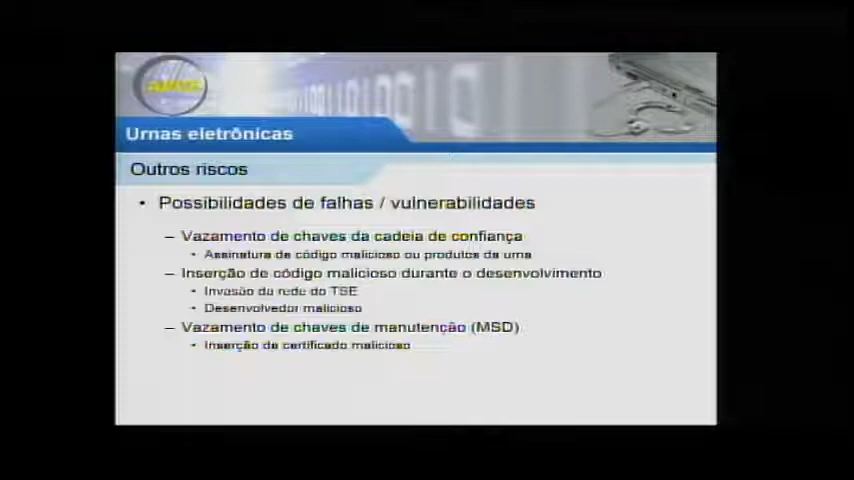 Urnas eletrônicas
Outros riscos
• Possibilidades de falhas / vulnerabilidades
– Vazamento de chaves da cadeia de confiança
• Assinatura de código malicioso ou produtos da urna
– Inserção de código malicioso durante o desenvolvimento
• Invasão da rede do TSE
• Desenvolvedor malicioso
– Vazamento de chaves de manutenção (MSD)
• Inserção de certificado malicioso